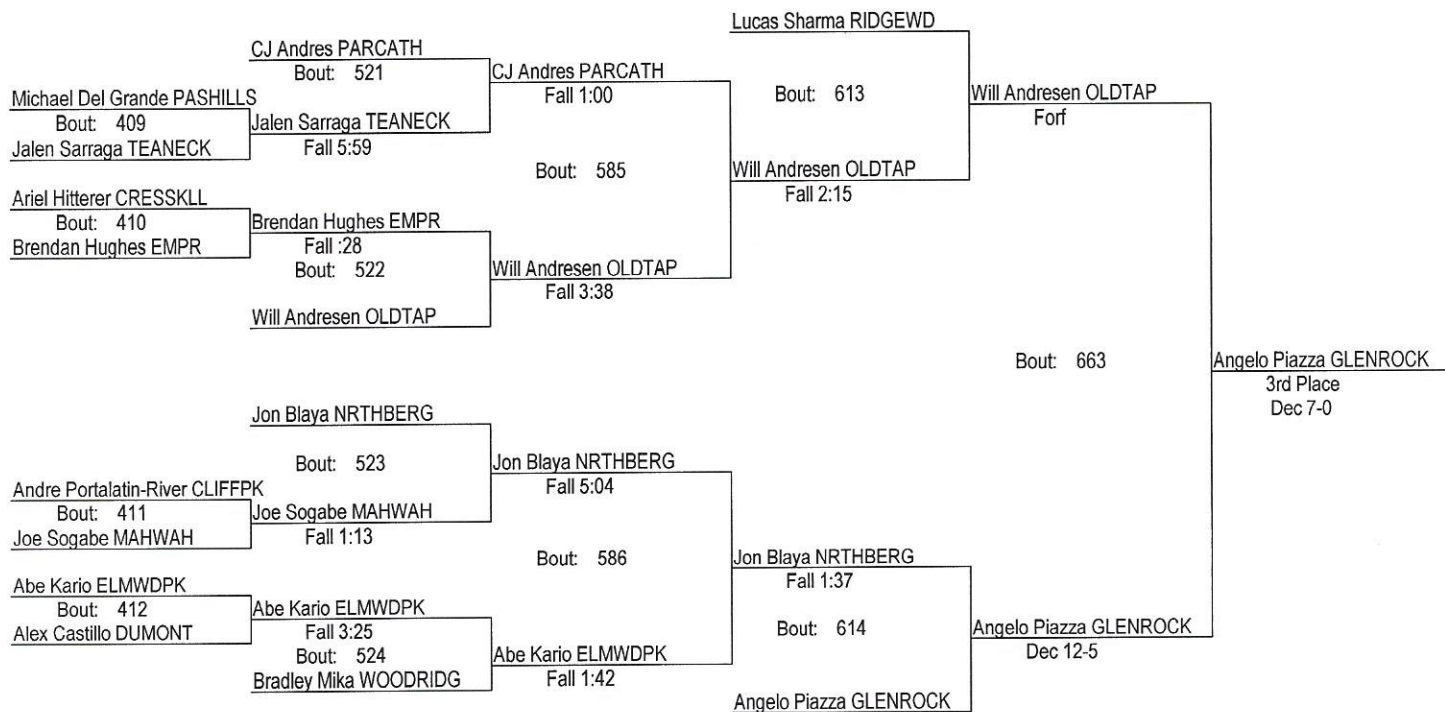 Lucas Sharma RIDGEWD
CJ Andres PARCATH
Bout: 521
CJ Andres PARCATH
Fall 1:00
Bout: 613
Will Andresen OLDTAP
Forf
Michael Del Grande PASHILLS
Bout: 409
Jalen Sarraga TEANECK
Jalen Sarraga TEANECK
Fall 5:59
Bout: 585
Will Andresen OLDTAP
Fall 2:15
Ariel Hitterer CRESSKLL
Bout: 410
Brendan Hughes EMPR
Brendan Hughes EMPR
Fall :28
Bout: 522
Will Andresen OLDTAP
Fall 3:38
Will Andresen OLDTAP
Bout: 663
Angelo Piazza GLENROCK
3rd Place
Dec 7-0
Jon Blaya NRTHBERG
Bout: 523
Jon Blaya NRTHBERG
Fall 5:04
Andre Portalatin-River CLIFFPK
Bout: 411
Joe Sogabe MAHWAH
Joe Sogabe MAHWAH
Fall 1:13
Bout: 586
Jon Blaya NRTHBERG
Fall 1:37
Abe Kario ELMWDPK
Bout: 412
Alex Castillo DUMONT
Abe Kario ELMWDPK
Fall 3:25
Bout: 524
Bradley Mika WOODRIDG
Abe Kario ELMWDPK
Fall 1:42
Bout: 614
Angelo Piazza GLENROCK
Dec 12-5
Angelo Piazza GLENROCK